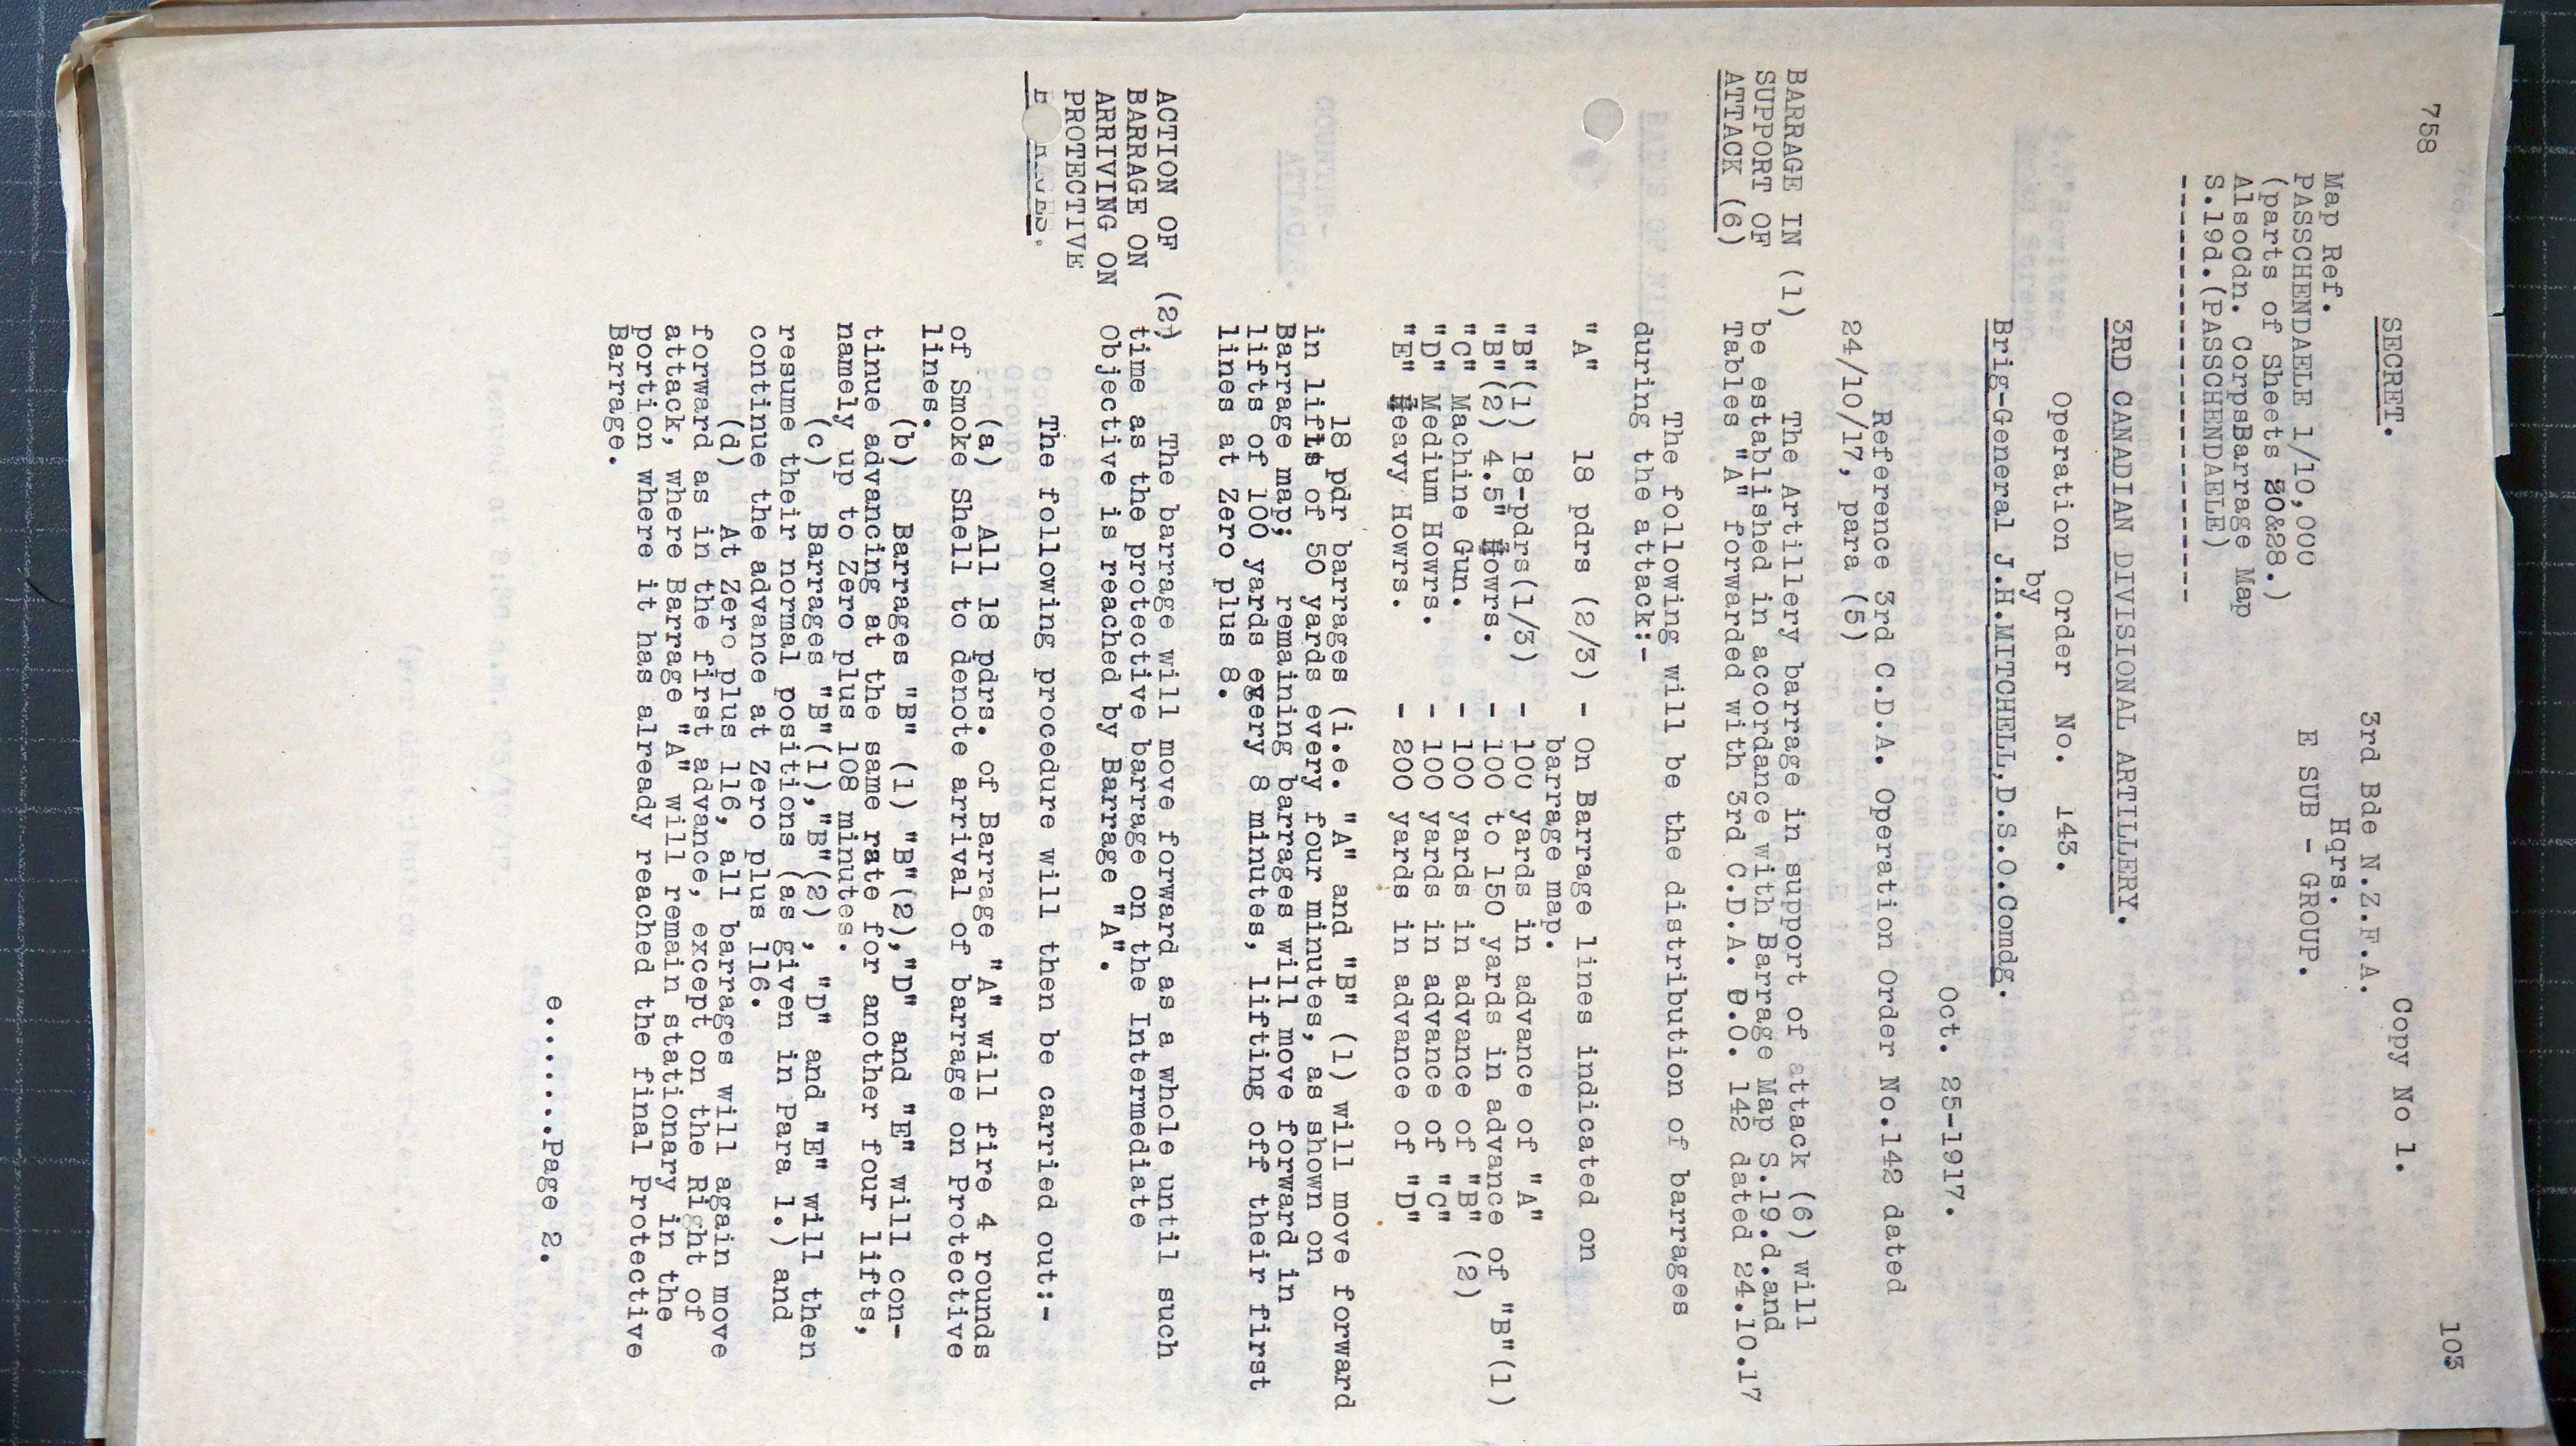 758
103
SECRET.
Copy No 1.
3rd Bde N.Z.F.A.
Hqrs.
E SUB - GROUP.
Map Ref.
PASSCHENDAELE 1/10,000
(parts of Sheets 20&28.)
AlsoCdn. CorpsBarrage Map
S.19d.(PASSCHENDAELE)
------------------------------
3RD CANADIAN DIVISIONAL ARTILLERY.
Operation Order No. 143.
by
Brig-General J.H.MITCHELL,D.S.O.Comdg.
Oct. 25-1917.
Reference 3rd C.D.A. Operation Order No.142 dated
24/10/17, para (5)
BARRAGE IN (1) The Artillery barrage in support of attack (6) will
SUPPORT OF be established in accordance with Barrage Map S.19.d.and
ATTACK (6) Tables "A" forwarded with 3rd C.D.A. O.O. 142 dated 24.10.17
The following will be the distribution of barrages
during the attack:-
"A" 18 pdrs (2/3) - On Barrage lines indicated on
barrage map.
"B"(1) 18-pdrs(1/3) - 100 yards in advance of "A"
"B"(2) 4.5" Howrs. - 100 to 150 yards in advance of "B"(1)
"C" Machine Gun. - 100 yards in advance of "B" (2)
"D" Medium Howrs. - 100 yards in advance of "C"
"E" Heavy Howrs. - 200 yards in advance of "D"
18 pdr barrages (i.e. "A" and "B" (1) will move forward
in lifts of 50 yards every four minutes, as shown on
Barrage map; remaining barrages will move forward in
lifts of 100 yards every 8 minutes, lifting off their first
lines at Zero plus 8.
ACTION OF (2) The barrage will move forward as a whole until such
BARRAGE ON time as the protective barrage on the Intermediate
ARRIVING ON Objective is reached by Barrage "A".
PROTECTIVE
The following procedure will then be carried out:-
(a) All 18 pdrs. of Barrage "A" will fire 4 rounds
of Smoke Shell to denote arrival of barrage on Protective
lines.
(b) Barrages "B" (1) "B"(2),"D" and "E" will con-
tinue advancing at the same rate for another four lifts,
namely up to Zero plus 108 minutes.
(c) Barrages "B"(1),"B"(2), "D" and "E" will then
resume their normal positions (as given in Para 1.) and
continue the advance at Zero plus 116.
(d) At Zero plus 116, all barrages will again move
forward as in the first advance, except on the Right of
attack, where Barrage "A" will remain stationary in the
portion where it has already reached the final Protective
Barrage.
e.......Page 2.